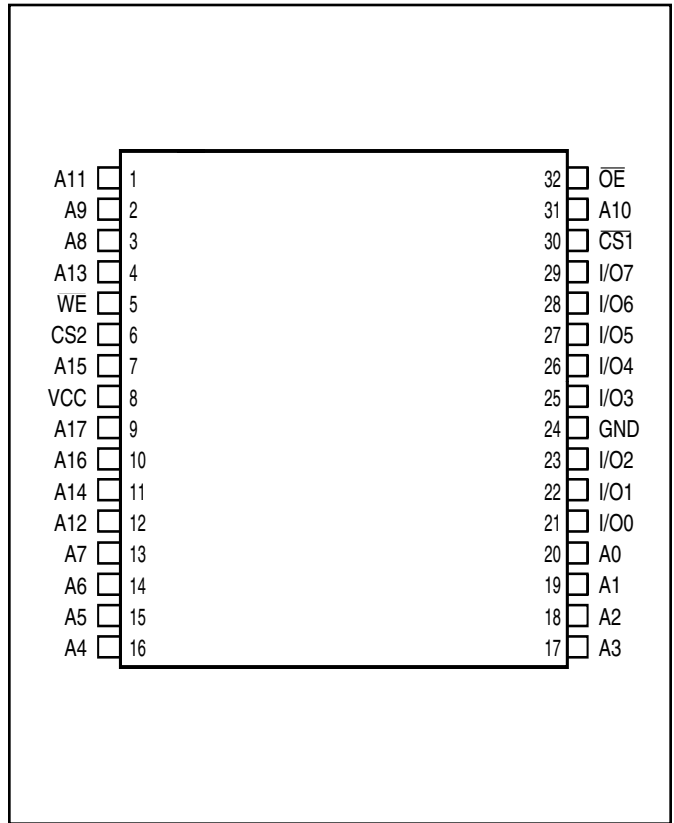 A11 1 32 O̅E̅
A9 2 31 A10
A8 3 30 C̅S̅1̅
A13 4 29 I/O7
W̅E̅ 5 28 I/O6
CS2 6 27 I/O5
A15 7 26 I/O4
VCC 8 25 I/O3
A17 9 24 GND
A16 10 23 I/O2
A14 11 22 I/O1
A12 12 21 I/O0
A7 13 20 A0
A6 14 19 A1
A5 15 18 A2
A4 16 17 A3